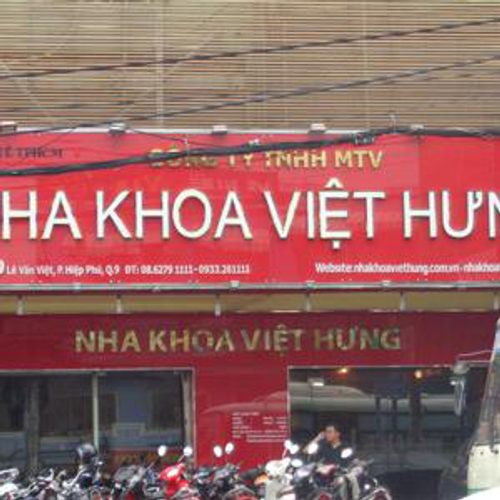 CÔNG TY TNHH MTV
NHA KHOA VIỆT HƯN
Lê Văn Việt, P. Hiệp Phú, Q.9 ĐT: 08.6279 1111 - 0933.261111
Website:nhakhoaviethung.com.vn - nhakhoa
NHA KHOA VIỆT HƯNG